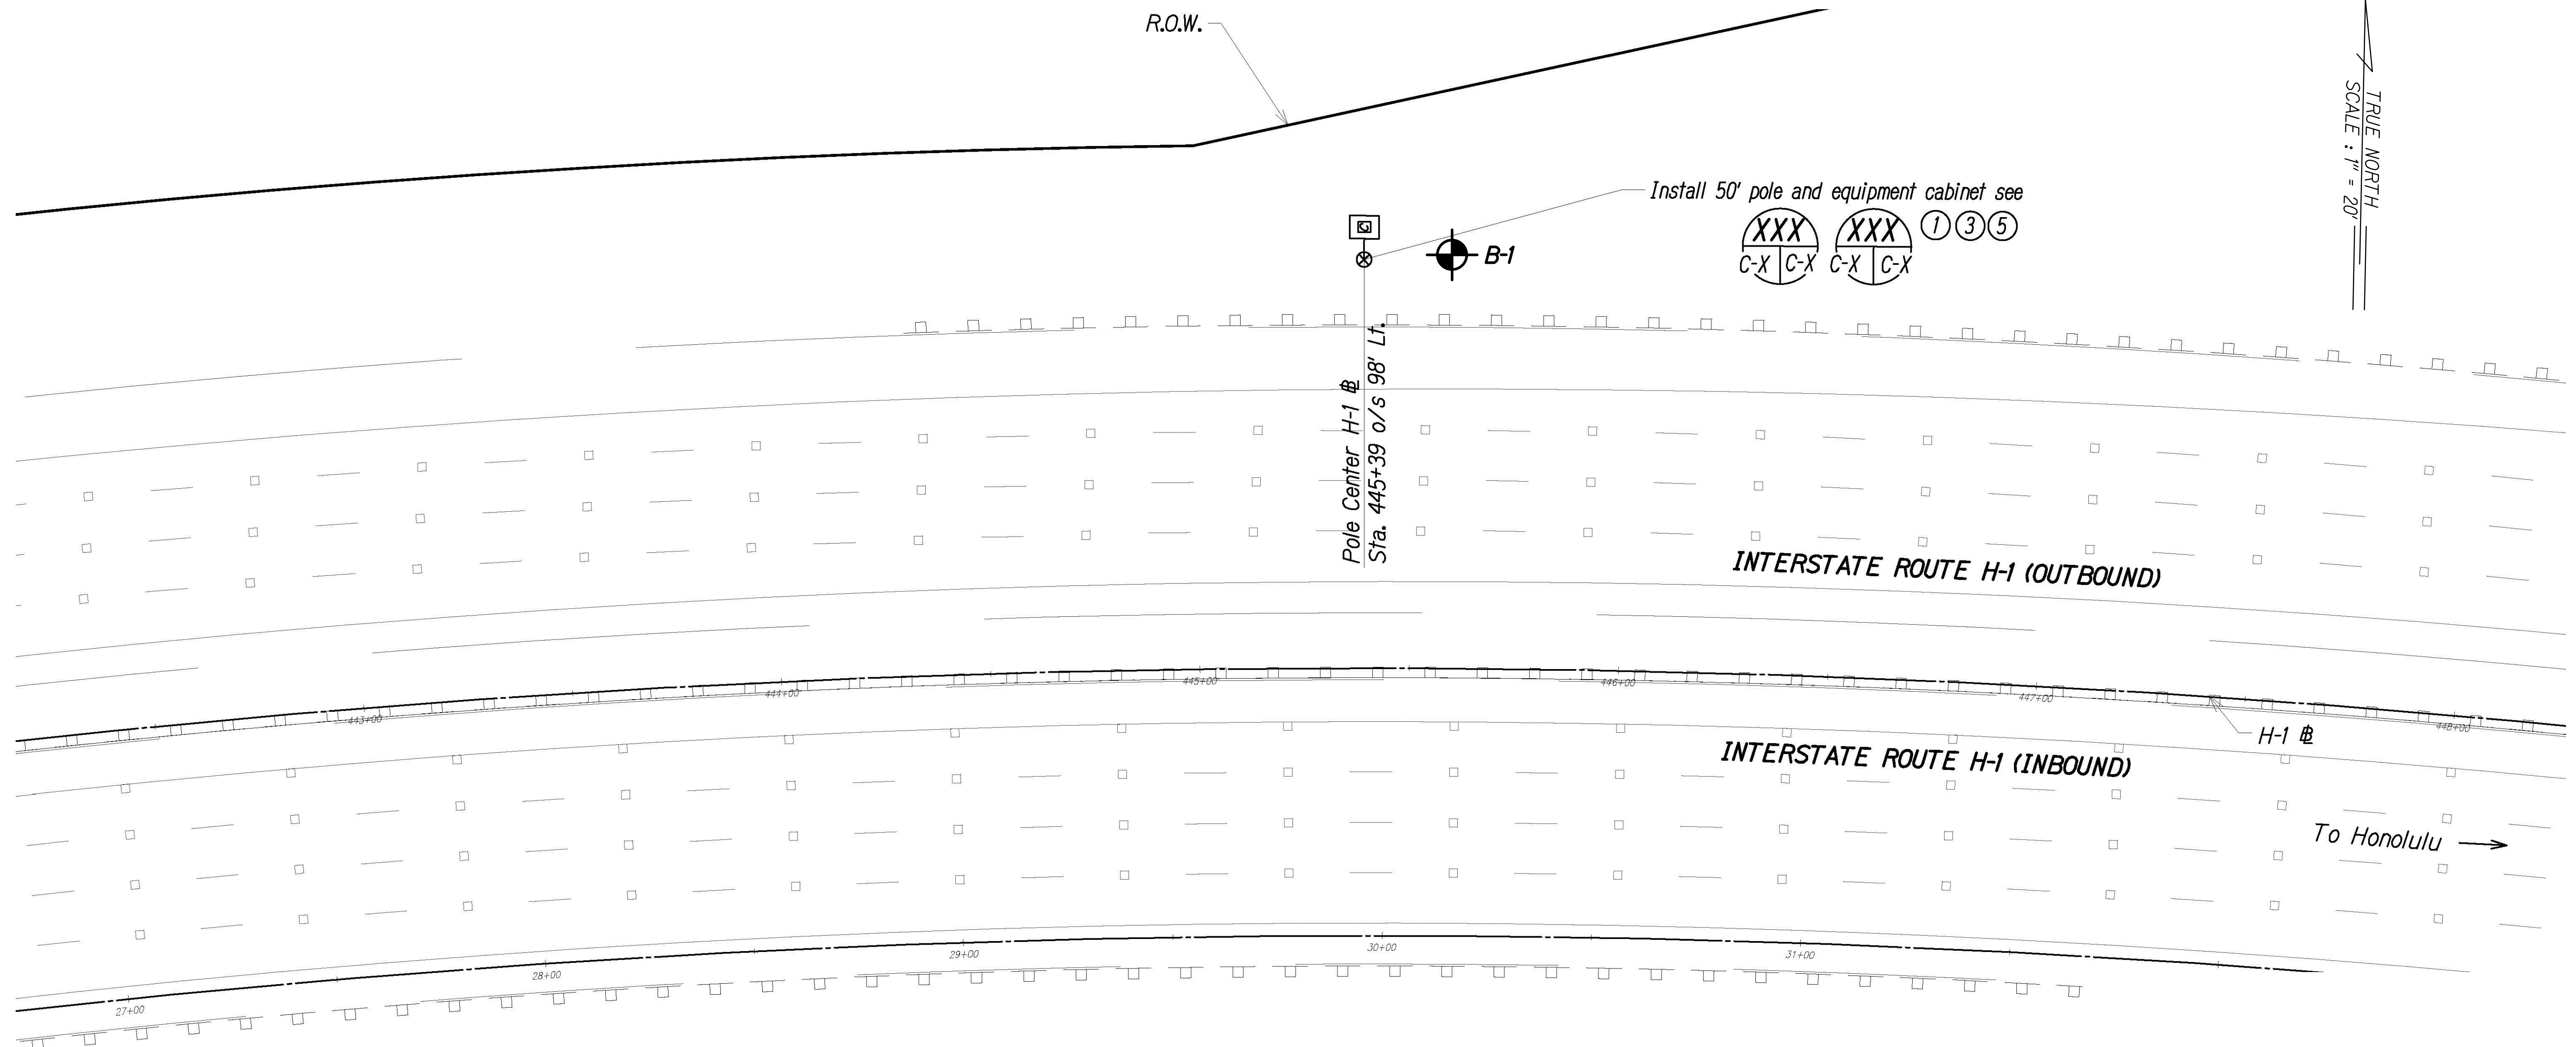 R.O.W.
TRUE NORTH
SCALE : 1" = 20'
Install 50' pole and equipment cabinet see
XXX
C-X C-X
XXX
C-X C-X
1 3 5
C
B-1
Pole Center H-1 BL
Sta. 445+39 o/s 98' Lt.
INTERSTATE ROUTE H-1 (OUTBOUND)
443+00
444+00
445+00
446+00
447+00
448+00
H-1 BL
INTERSTATE ROUTE H-1 (INBOUND)
To Honolulu
27+00
28+00
29+00
30+00
31+00